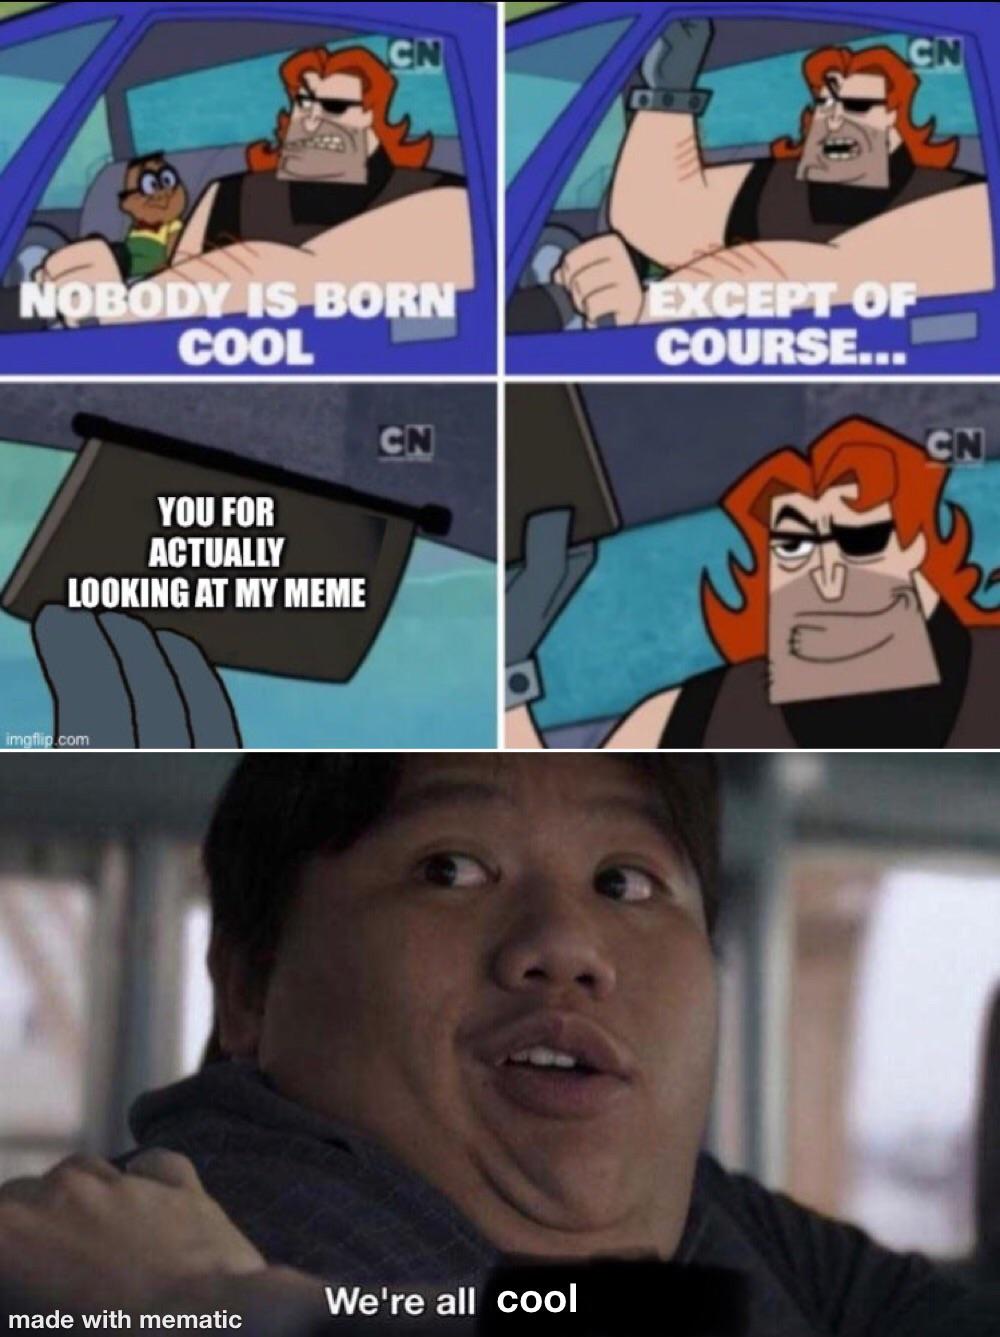 CN
CN
NOBODY IS BORN
COOL
EXCEPT OF
COURSE...
CN
CN
YOU FOR
ACTUALLY
LOOKING AT MY MEME
imgflip.com
We're all cool
made with mematic